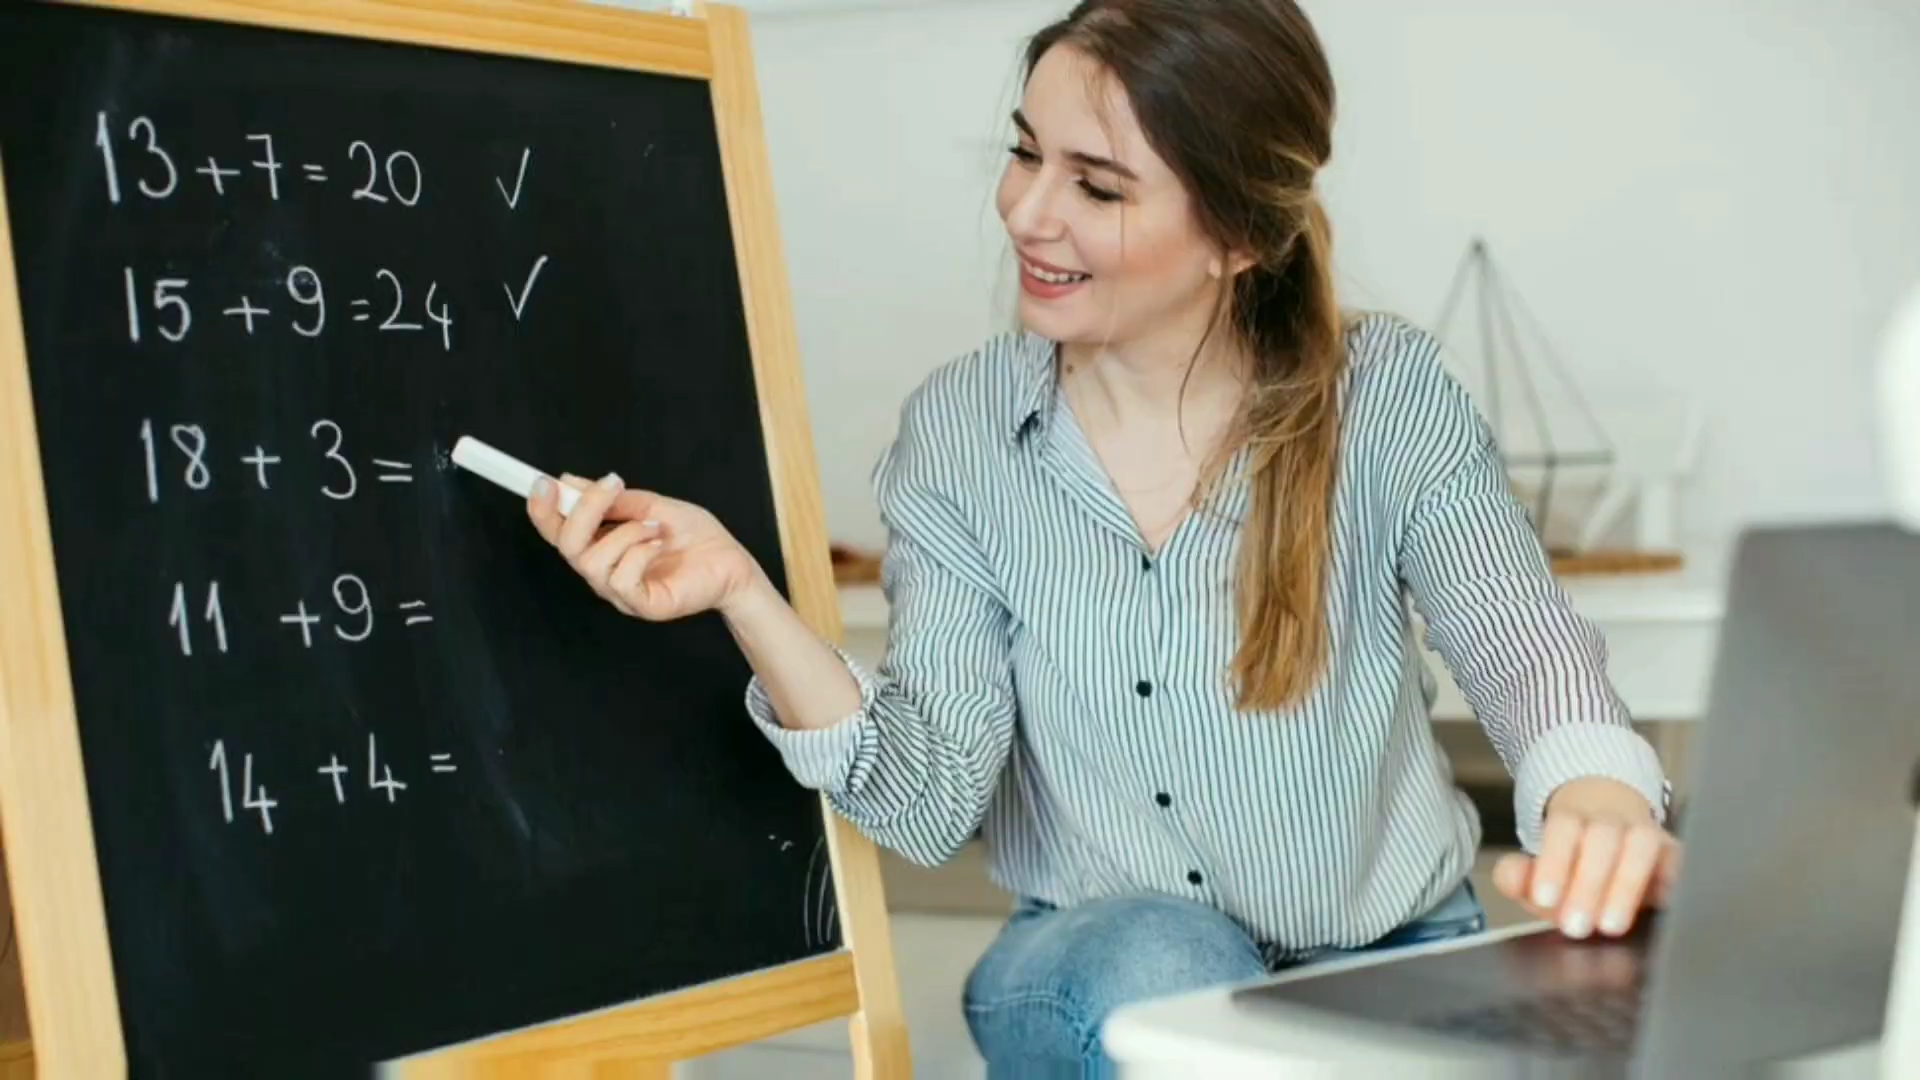 13 + 7 = 20 ✓
15 + 9 = 24 ✓
18 + 3 =
11 + 9 =
14 + 4 =